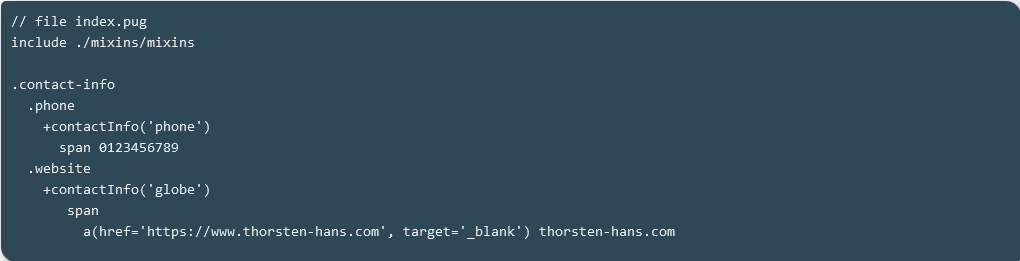 // file index.pug
include ./mixins/mixins

.contact-info
  .phone
    +contactInfo('phone')
      span 0123456789
  .website
    +contactInfo('globe')
       span
         a(href='https://www.thorsten-hans.com', target='_blank') thorsten-hans.com